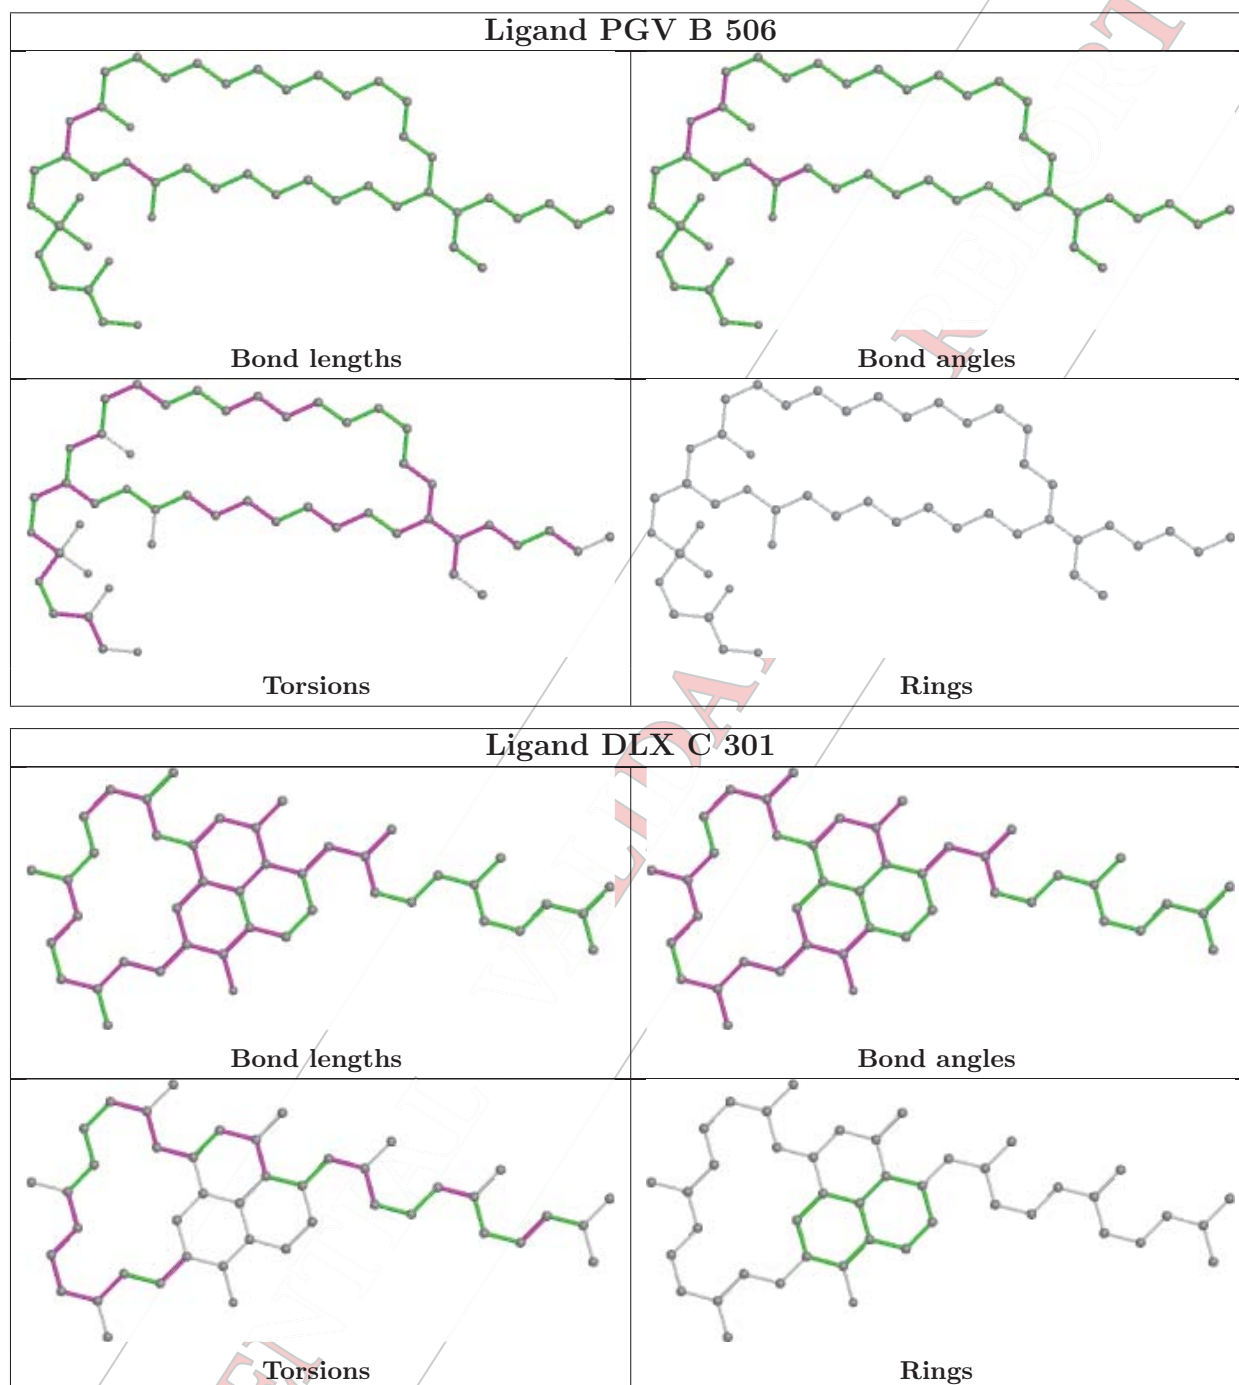 Ligand PGV B 506
Bond lengths Bond angles
Torsions Rings
Ligand DLX C 301
Bond lengths Bond angles
Torsions Rings